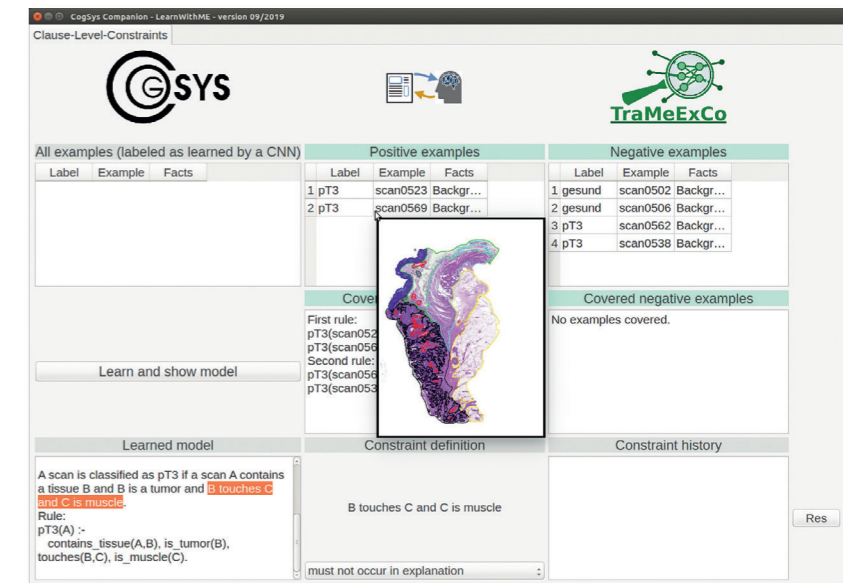 CogSys Companion - LearnWithME - version 09/2019
Clause-Level-Constraints
CogSYS
TraMeExCo
All examples (labeled as learned by a CNN)
Label Example Facts
Positive examples
Label Example Facts
1 pT3 scan0523 Backgr...
2 pT3 scan0569 Backgr...
Negative examples
Label Example Facts
1 gesund scan0502 Backgr...
2 gesund scan0506 Backgr...
3 pT3 scan0562 Backgr...
4 pT3 scan0538 Backgr...
Learn and show model
Cove
First rule:
pT3(scan052
pT3(scan056
Second rule:
pT3(scan056
pT3(scan053
Covered negative examples
No examples covered.
Learned model
A scan is classified as pT3 if a scan A contains
a tissue B and B is a tumor and B touches C
and C is muscle.
Rule:
pT3(A) :-
contains_tissue(A,B), is_tumor(B),
touches(B,C), is_muscle(C).
Constraint definition
B touches C and C is muscle
must not occur in explanation
Constraint history
Res